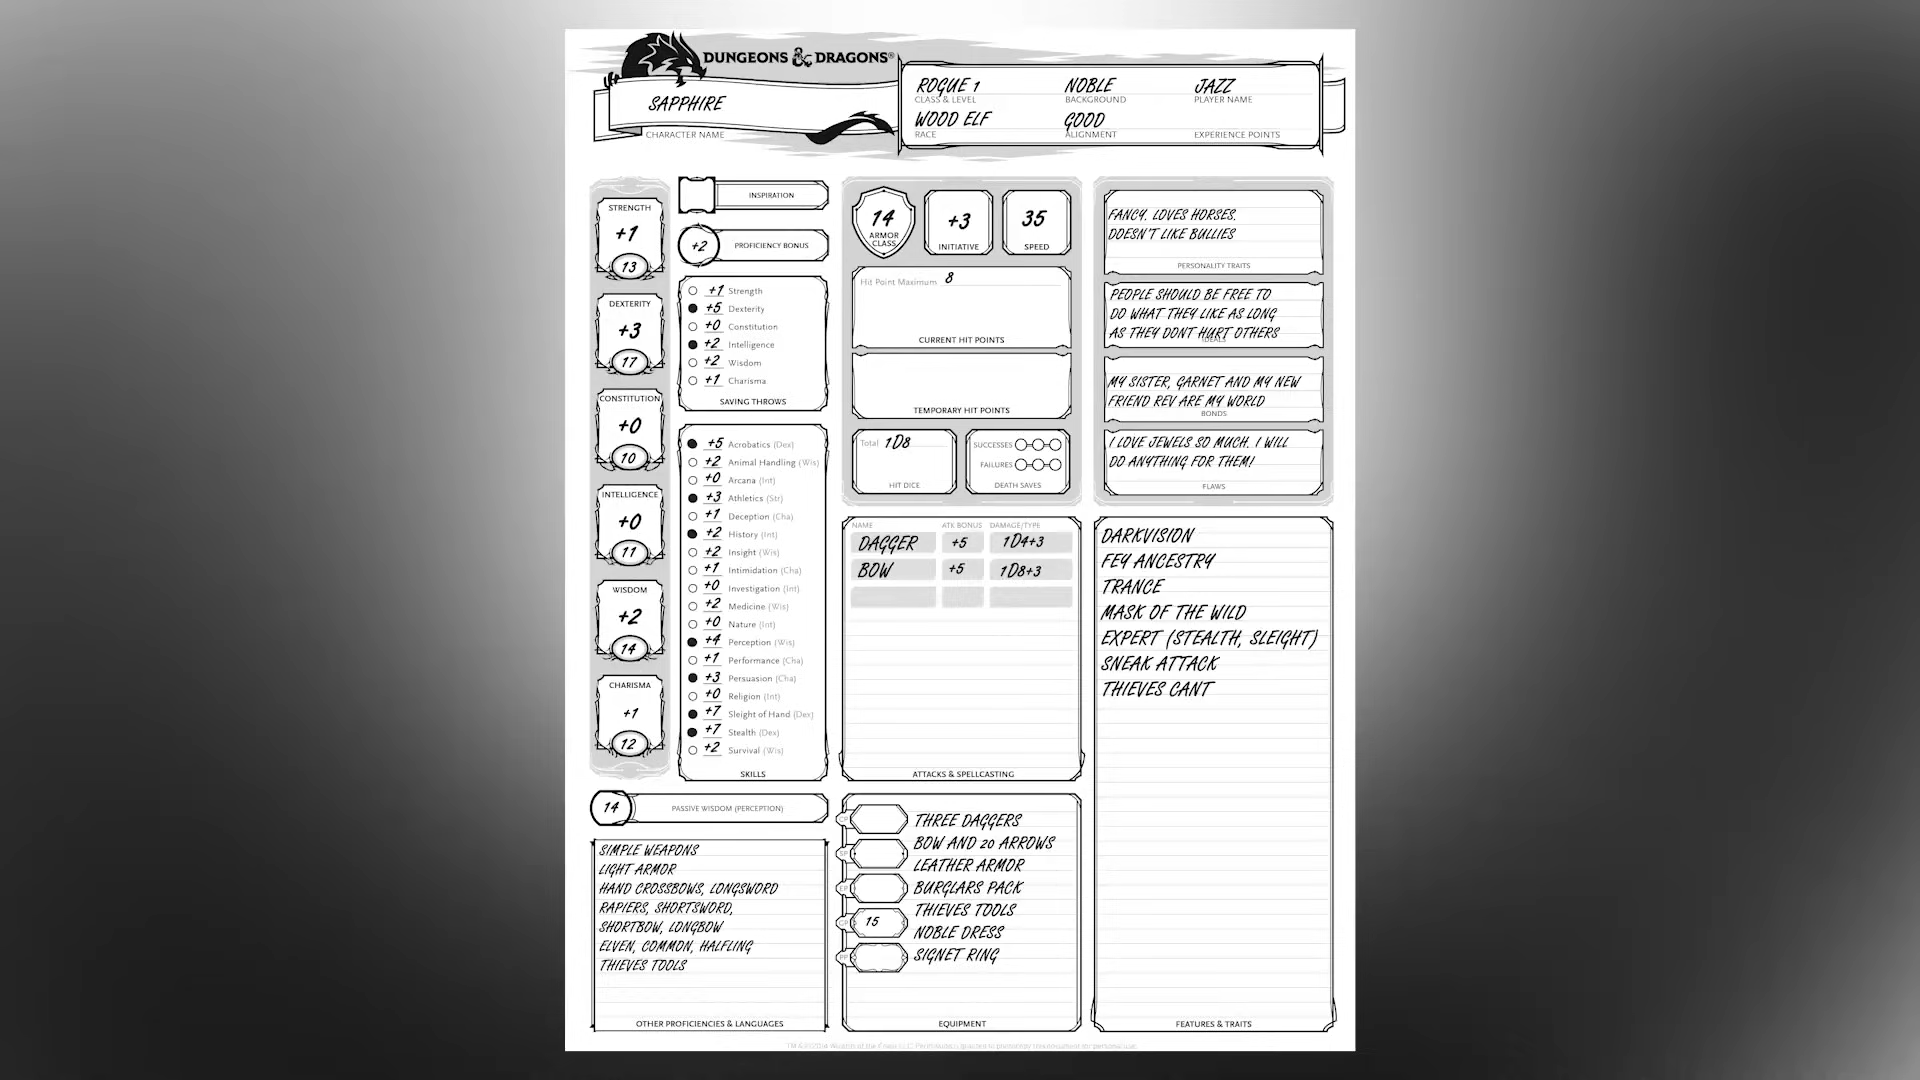 DUNGEONS & DRAGONS®
SAPPHIRE
CHARACTER NAME
ROGUE 1
CLASS & LEVEL
NOBLE
BACKGROUND
JAZZ
PLAYER NAME
WOOD ELF
RACE
GOOD
ALIGNMENT
EXPERIENCE POINTS
STRENGTH
+1
13
DEXTERITY
+3
17
CONSTITUTION
+0
10
INTELLIGENCE
+0
11
WISDOM
+2
14
CHARISMA
+1
12
INSPIRATION
+2 PROFICIENCY BONUS
+1 Strength
+5 Dexterity
+0 Constitution
+2 Intelligence
+2 Wisdom
+1 Charisma
SAVING THROWS
+5 Acrobatics (Dex)
+2 Animal Handling (Wis)
+0 Arcana (Int)
+3 Athletics (Str)
+1 Deception (Cha)
+2 History (Int)
+2 Insight (Wis)
+1 Intimidation (Cha)
+0 Investigation (Int)
+2 Medicine (Wis)
+0 Nature (Int)
+4 Perception (Wis)
+1 Performance (Cha)
+3 Persuasion (Cha)
+0 Religion (Int)
+7 Sleight of Hand (Dex)
+7 Stealth (Dex)
+2 Survival (Wis)
SKILLS
14 PASSIVE WISDOM (PERCEPTION)
SIMPLE WEAPONS
LIGHT ARMOR
HAND CROSSBOWS, LONGSWORD
RAPIERS, SHORTSWORD,
SHORTBOW, LONGBOW
ELVEN, COMMON, HALFLING
THIEVES TOOLS
OTHER PROFICIENCIES & LANGUAGES
14
ARMOR
CLASS
+3
INITIATIVE
35
SPEED
Hit Point Maximum 8
CURRENT HIT POINTS
TEMPORARY HIT POINTS
Total 1D8
HIT DICE
SUCCESSES
FAILURES
DEATH SAVES
NAME ATK BONUS DAMAGE/TYPE
DAGGER +5 1D4+3
BOW +5 1D8+3
ATTACKS & SPELLCASTING
15
THREE DAGGERS
BOW AND 20 ARROWS
LEATHER ARMOR
BURGLARS PACK
THIEVES TOOLS
NOBLE DRESS
SIGNET RING
EQUIPMENT
FANCY. LOVES HORSES.
DOESN'T LIKE BULLIES
PERSONALITY TRAITS
PEOPLE SHOULD BE FREE TO
DO WHAT THEY LIKE AS LONG
AS THEY DONT HURT OTHERS
IDEALS
MY SISTER, GARNET AND MY NEW
FRIEND REV ARE MY WORLD
BONDS
I LOVE JEWELS SO MUCH. I WILL
DO ANYTHING FOR THEM!
FLAWS
DARKVISION
FEY ANCESTRY
TRANCE
MASK OF THE WILD
EXPERT (STEALTH, SLEIGHT)
SNEAK ATTACK
THIEVES CANT
FEATURES & TRAITS